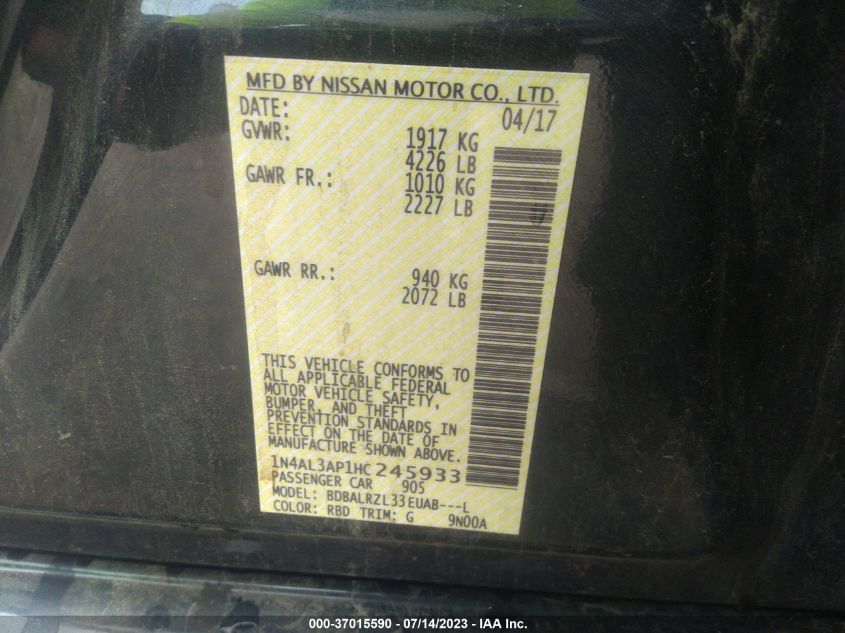 MFD BY NISSAN MOTOR CO., LTD.
DATE: 04/17
GVWR: 1917 KG
4226 LB
GAWR FR.: 1010 KG
2227 LB
GAWR RR.: 940 KG
2072 LB
THIS VEHICLE CONFORMS TO
ALL APPLICABLE FEDERAL
MOTOR VEHICLE SAFETY,
BUMPER, AND THEFT
PREVENTION STANDARDS IN
EFFECT ON THE DATE OF
MANUFACTURE SHOWN ABOVE.
1N4AL3AP1HC245933
PASSENGER CAR 905
MODEL: BDBALRZL33EUAB---L
COLOR: RBD TRIM: G 9N00A
000-37015590 - 07/14/2023 - IAA Inc.